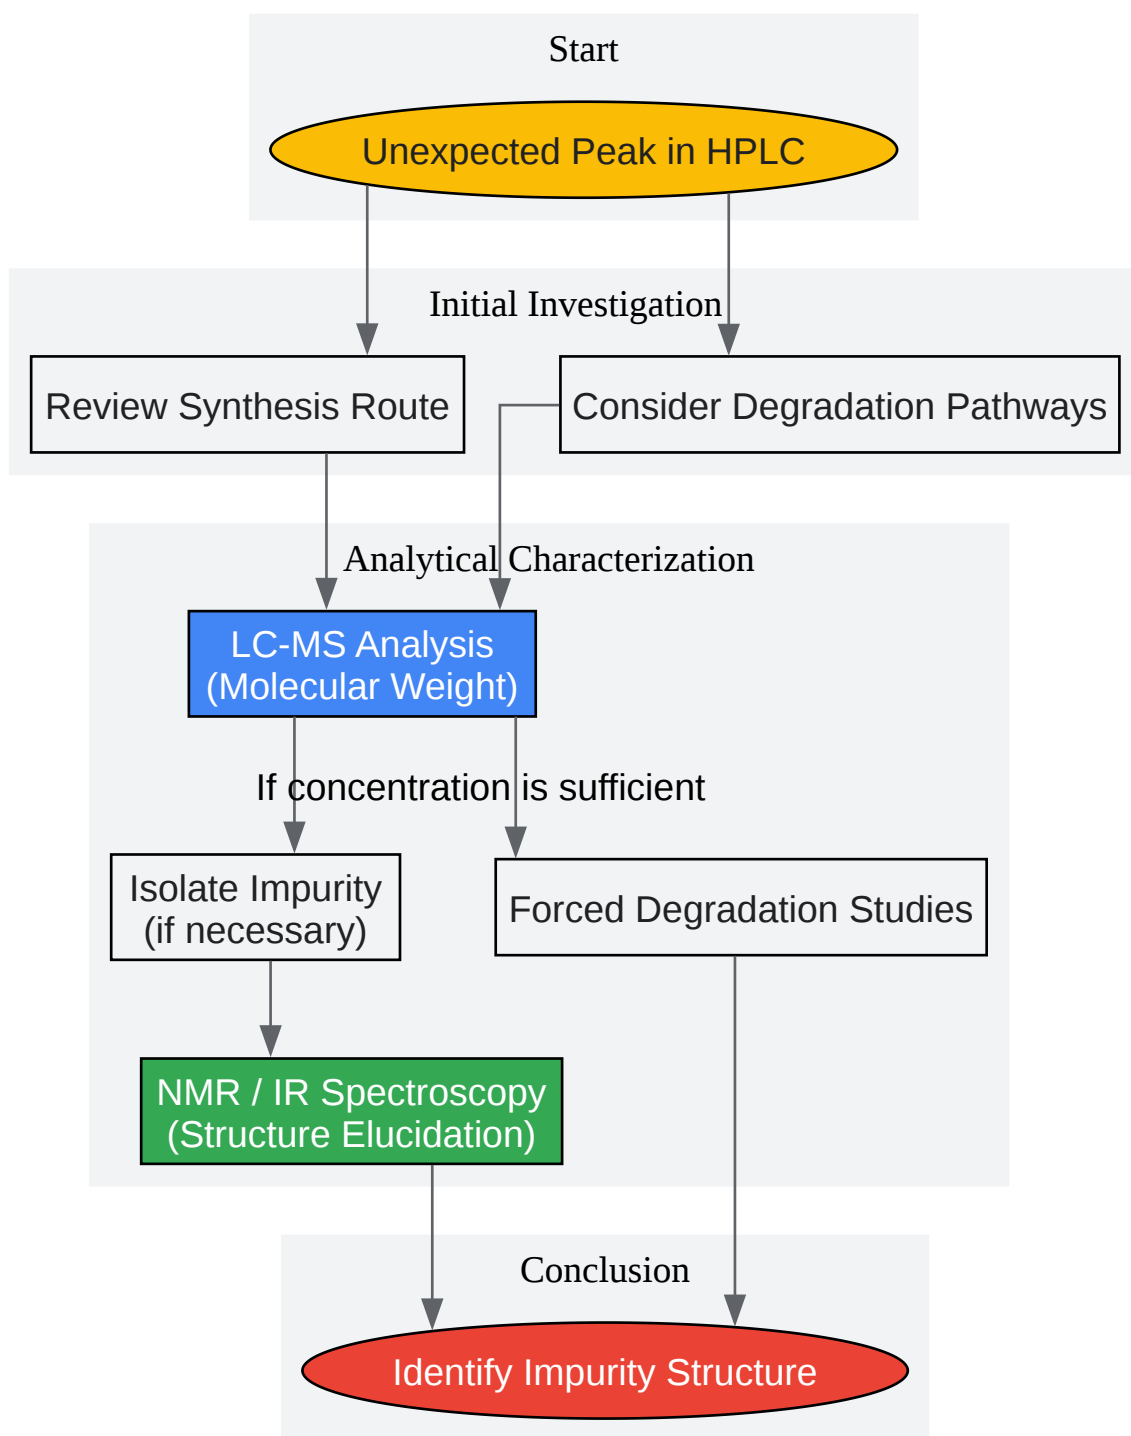 Start
Unexpected Peak in HPLC
Initial Investigation
Review Synthesis Route
Consider Degradation Pathways
Analytical Characterization
LC-MS Analysis
(Molecular Weight)
If concentration is sufficient
Isolate Impurity
(if necessary)
Forced Degradation Studies
NMR / IR Spectroscopy
(Structure Elucidation)
Conclusion
Identify Impurity Structure